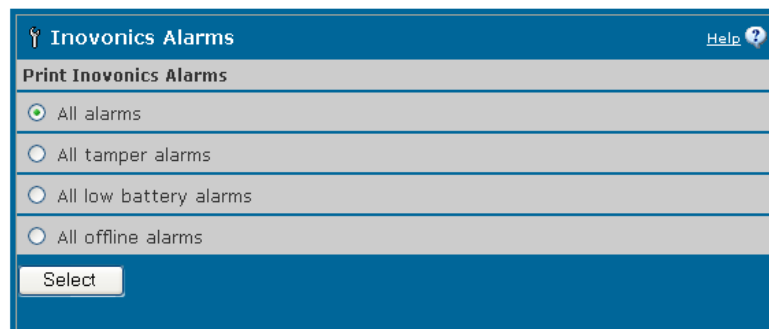 Inovonics Alarms
Help
Print Inovonics Alarms
All alarms
All tamper alarms
All low battery alarms
All offline alarms
Select